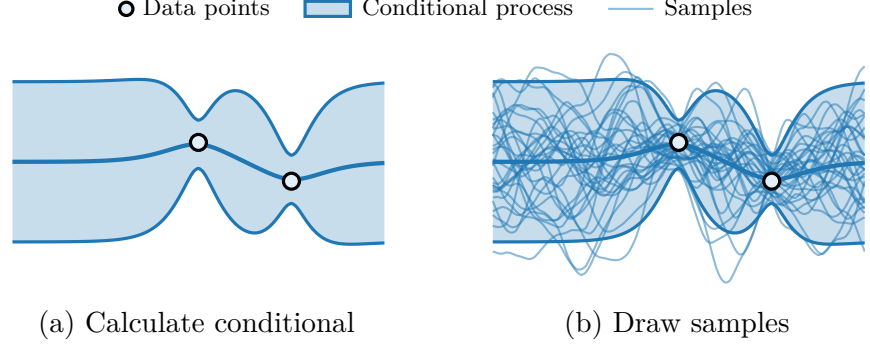 Data points Conditional process Samples
(a) Calculate conditional
(b) Draw samples